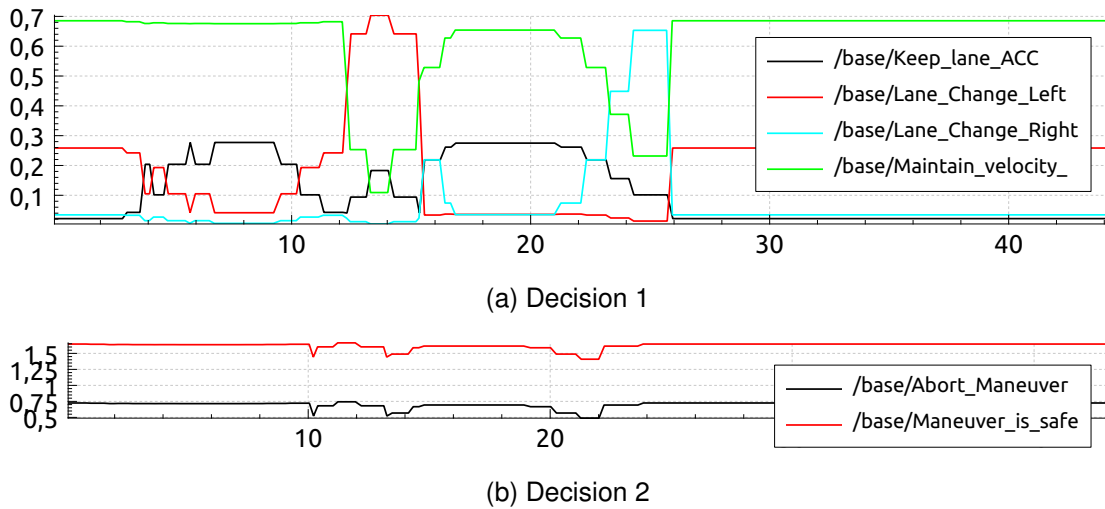 0,7
0,6
0,5
0,4
0,3
0,2
0,1
10
20
30
40
/base/Keep_lane_ACC
/base/Lane_Change_Left
/base/Lane_Change_Right
/base/Maintain_velocity_
(a) Decision 1
1,5
1,25
1
0,75
0,5
10
20
/base/Abort_Maneuver
/base/Maneuver_is_safe
(b) Decision 2